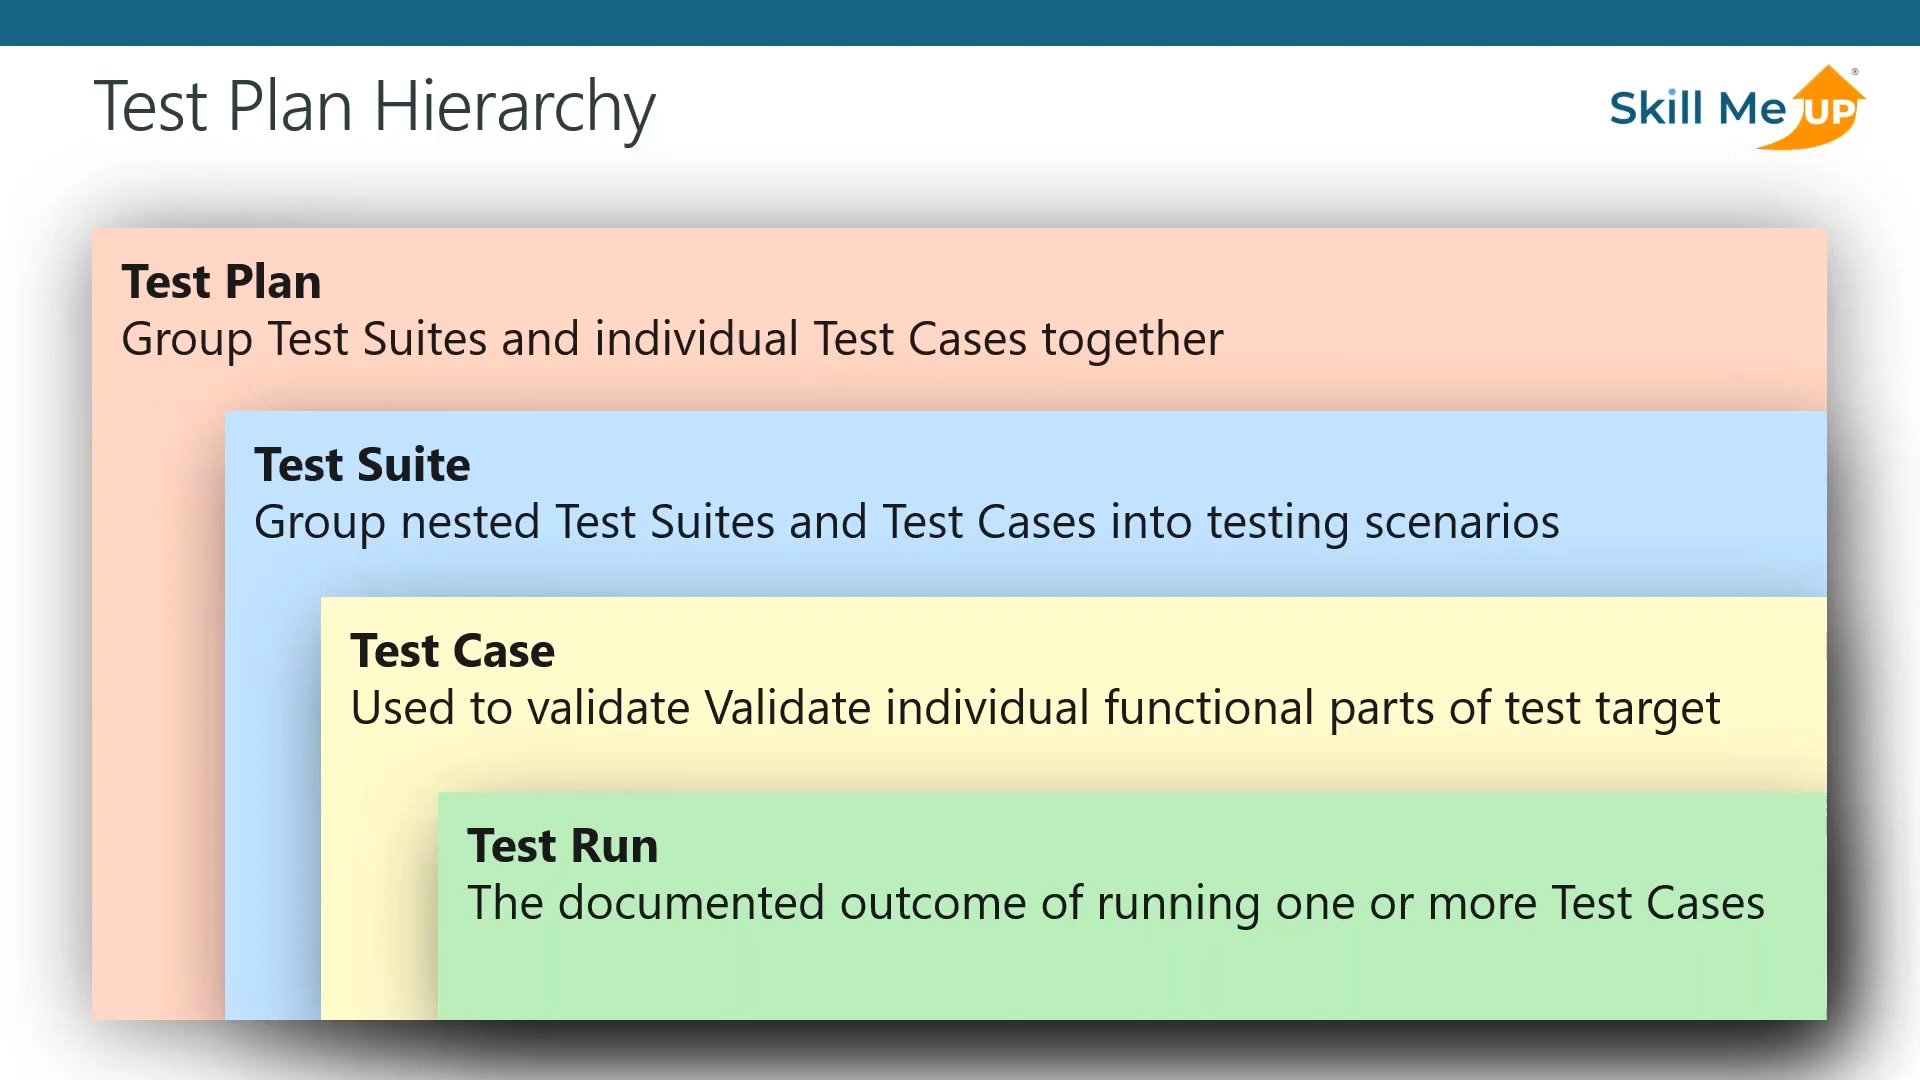 Test Plan Hierarchy
Skill Me UP®
Test Plan
Group Test Suites and individual Test Cases together
Test Suite
Group nested Test Suites and Test Cases into testing scenarios
Test Case
Used to validate Validate individual functional parts of test target
Test Run
The documented outcome of running one or more Test Cases